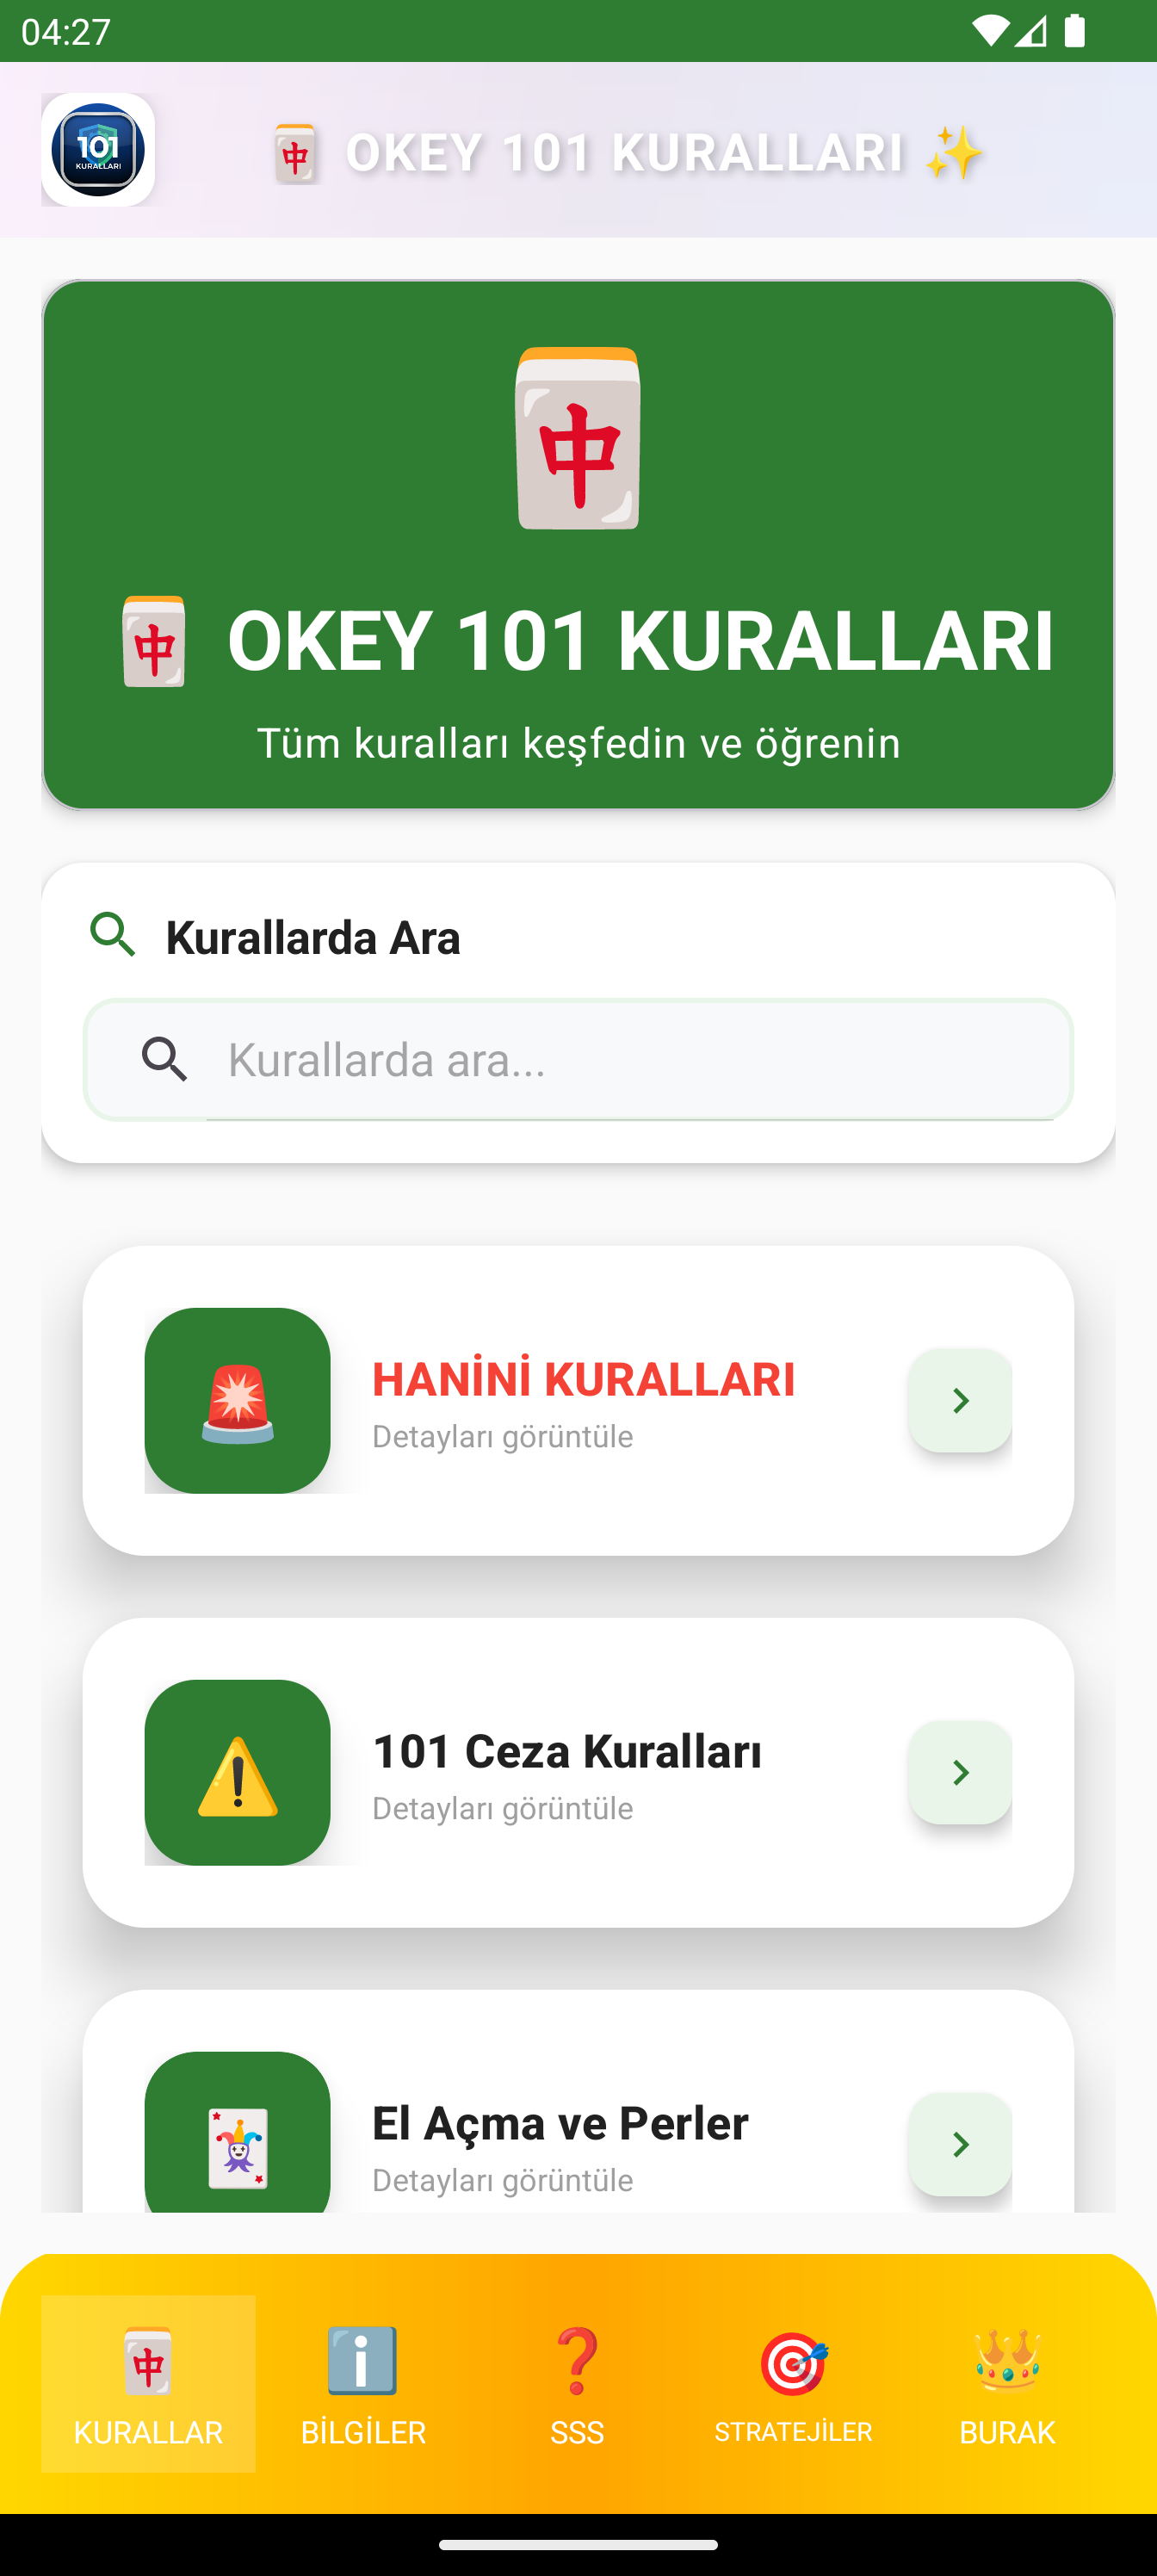 04:27
101
KURALLARI
🀄 OKEY 101 KURALLARI ✨
中
🀄 OKEY 101 KURALLARI
Tüm kuralları keşfedin ve öğrenin
Kurallarda Ara
Kurallarda ara...
HANİNİ KURALLARI
Detayları görüntüle
101 Ceza Kuralları
Detayları görüntüle
El Açma ve Perler
Detayları görüntüle
KURALLAR
BİLGİLER
SSS
STRATEJİLER
BURAK